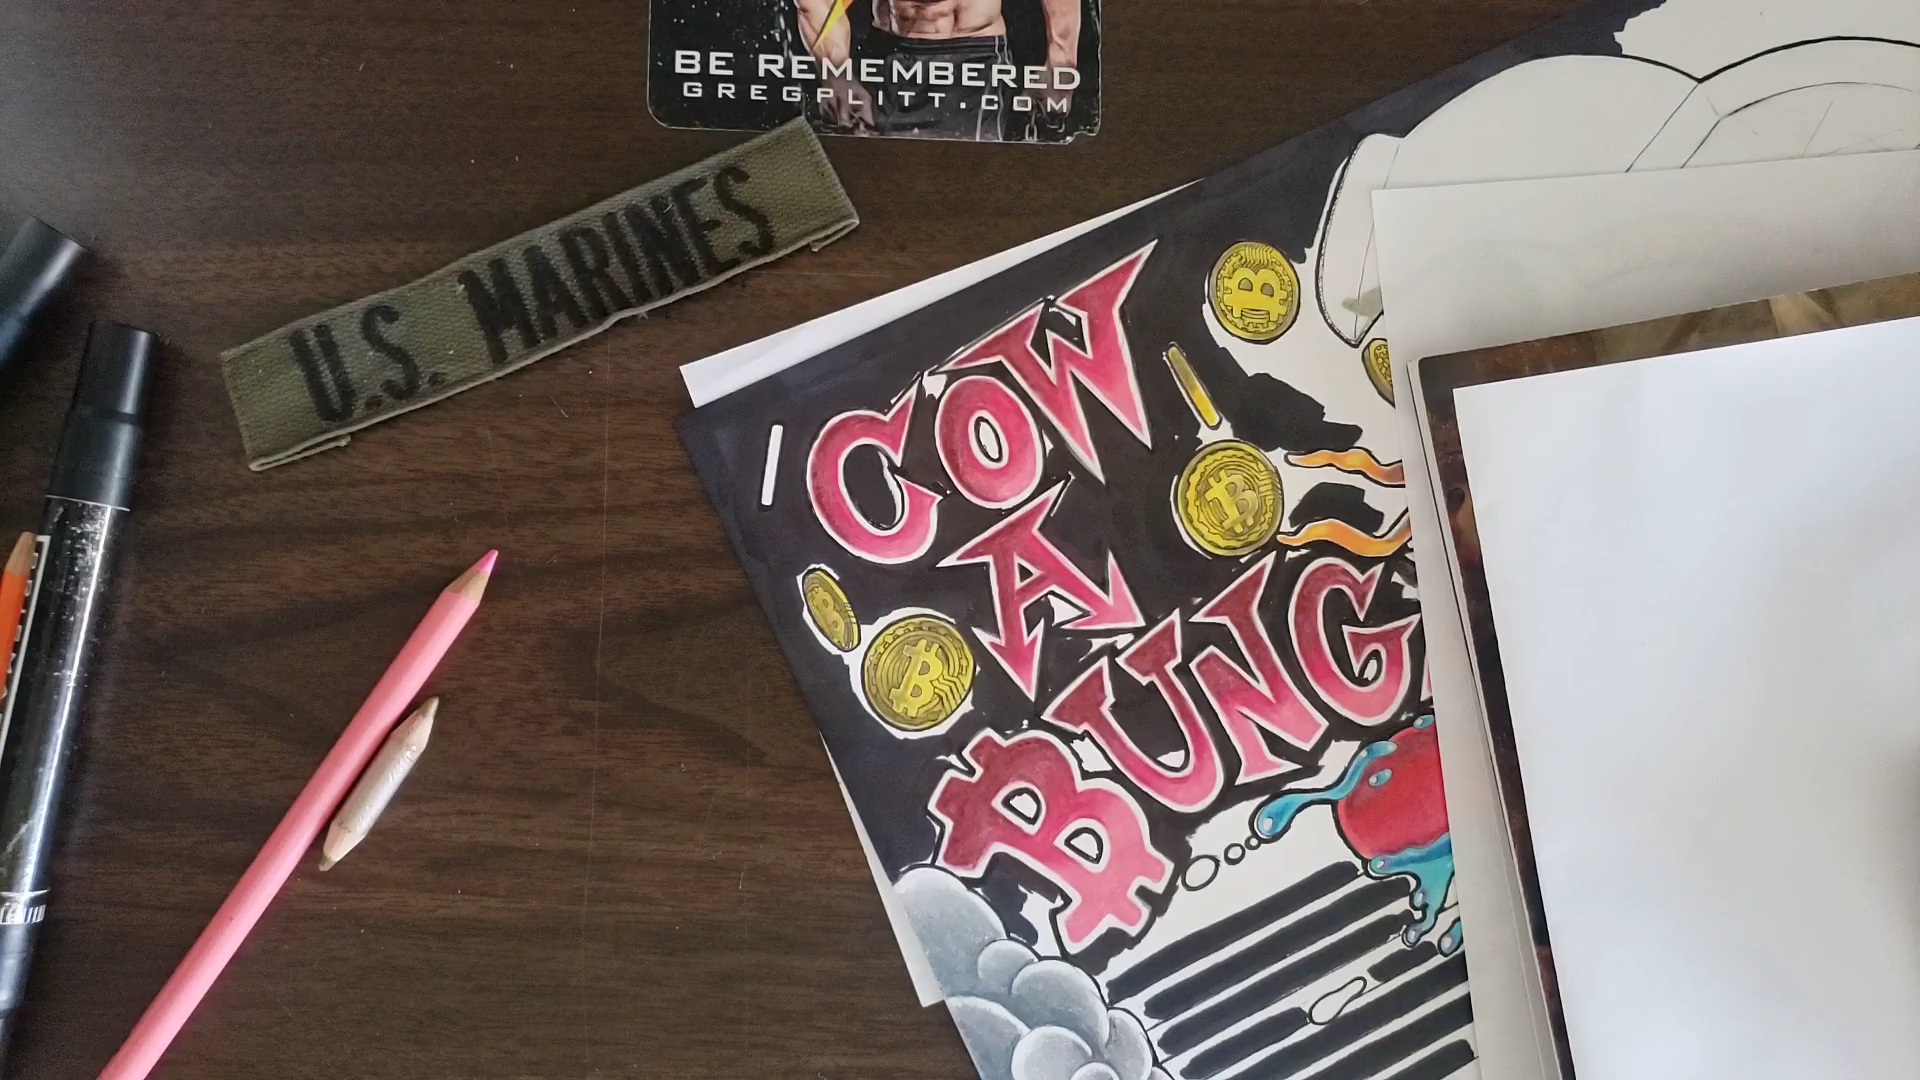 BE REMEMBERED
GREGPLITT.COM
U.S. MARINES
COW
A
BUNG